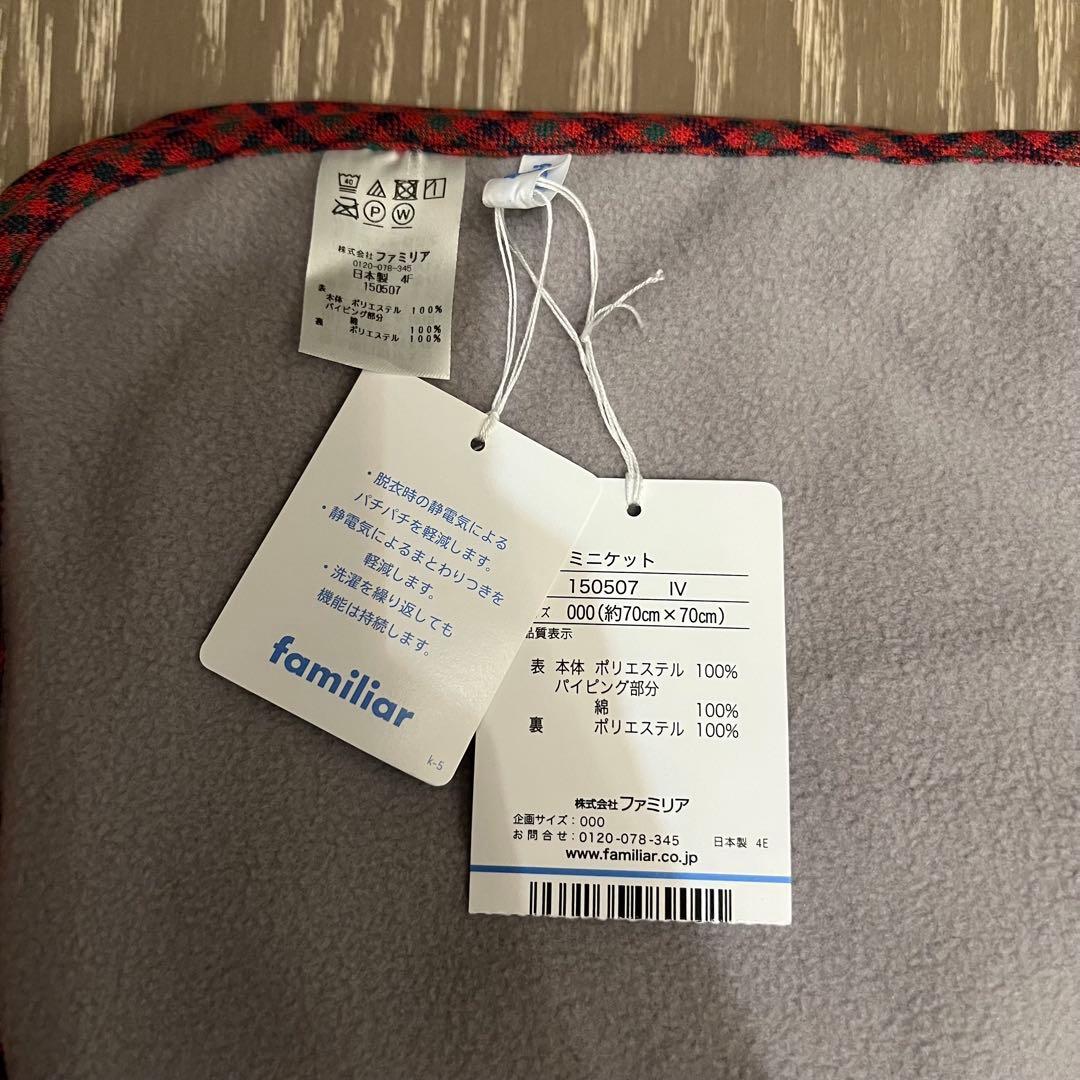 40
P W
株式会社 ファミリア
0120-078-345
日本製 4E
150507
表
本体 ポリエステル 100%
パイピング部分
綿 100%
裏 ポリエステル 100%
・脱衣時の静電気による
パチパチを軽減します。
・静電気によるまとわりつきを
軽減します。
・洗濯を繰り返しても
機能は持続します。
familiar
k-5
ミニケット
150507 IV
ズ 000(約70cm×70cm)
品質表示
表 本体 ポリエステル 100%
パイピング部分
綿 100%
裏 ポリエステル 100%
株式会社 ファミリア
企画サイズ:000
お問合せ:0120-078-345 日本製 4E
www.familiar.co.jp